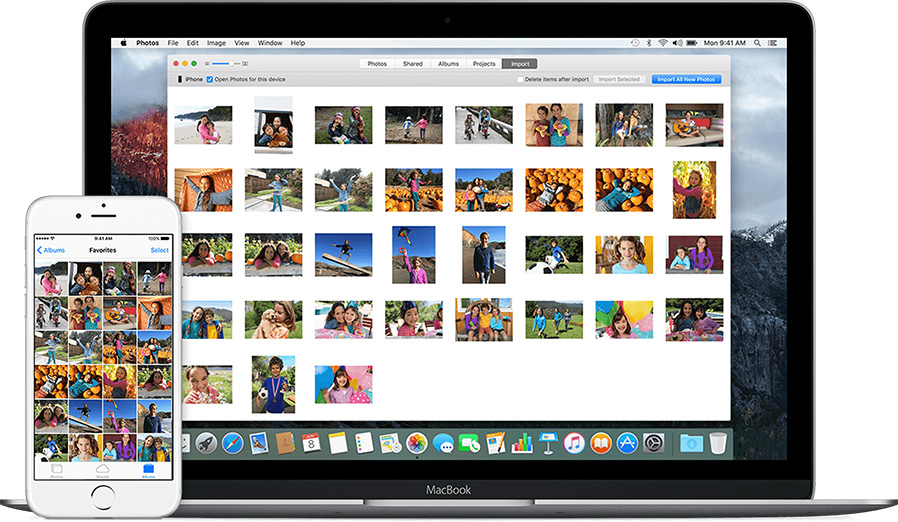 Photos File Edit Image View Window Help Mon 9:41 AM
Photos Shared Albums Projects Import
iPhone Open Photos for this device Delete items after import Import Selected Import All New Photos
9:41 AM 100%
Albums Favorites Select
8
Photos Shared Albums
MacBook